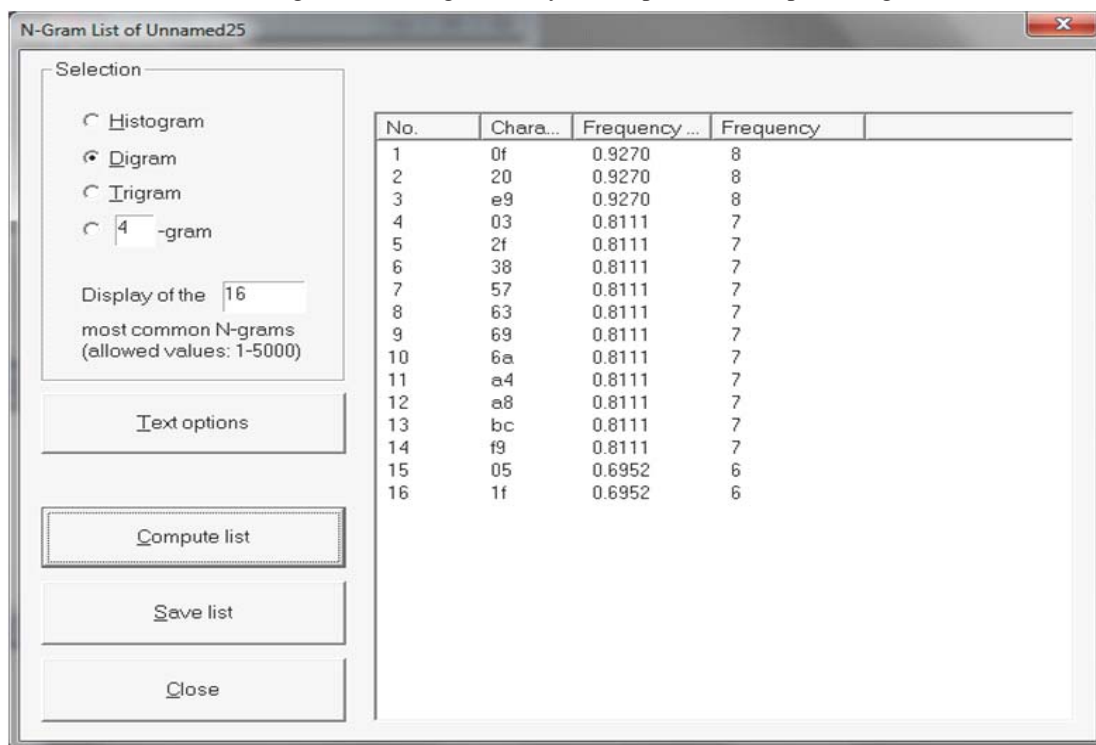 N-Gram List of Unnamed25
Selection
Histogram
Digram
Trigram
4 -gram
Display of the 16
most common N-grams
(allowed values: 1-5000)
Text options
Compute list
Save list
Close
No. Chara... Frequency ... Frequency
1 0f 0.9270 8
2 20 0.9270 8
3 e9 0.9270 8
4 03 0.8111 7
5 2f 0.8111 7
6 38 0.8111 7
7 57 0.8111 7
8 63 0.8111 7
9 69 0.8111 7
10 6a 0.8111 7
11 a4 0.8111 7
12 a8 0.8111 7
13 bc 0.8111 7
14 f9 0.8111 7
15 05 0.6952 6
16 1f 0.6952 6